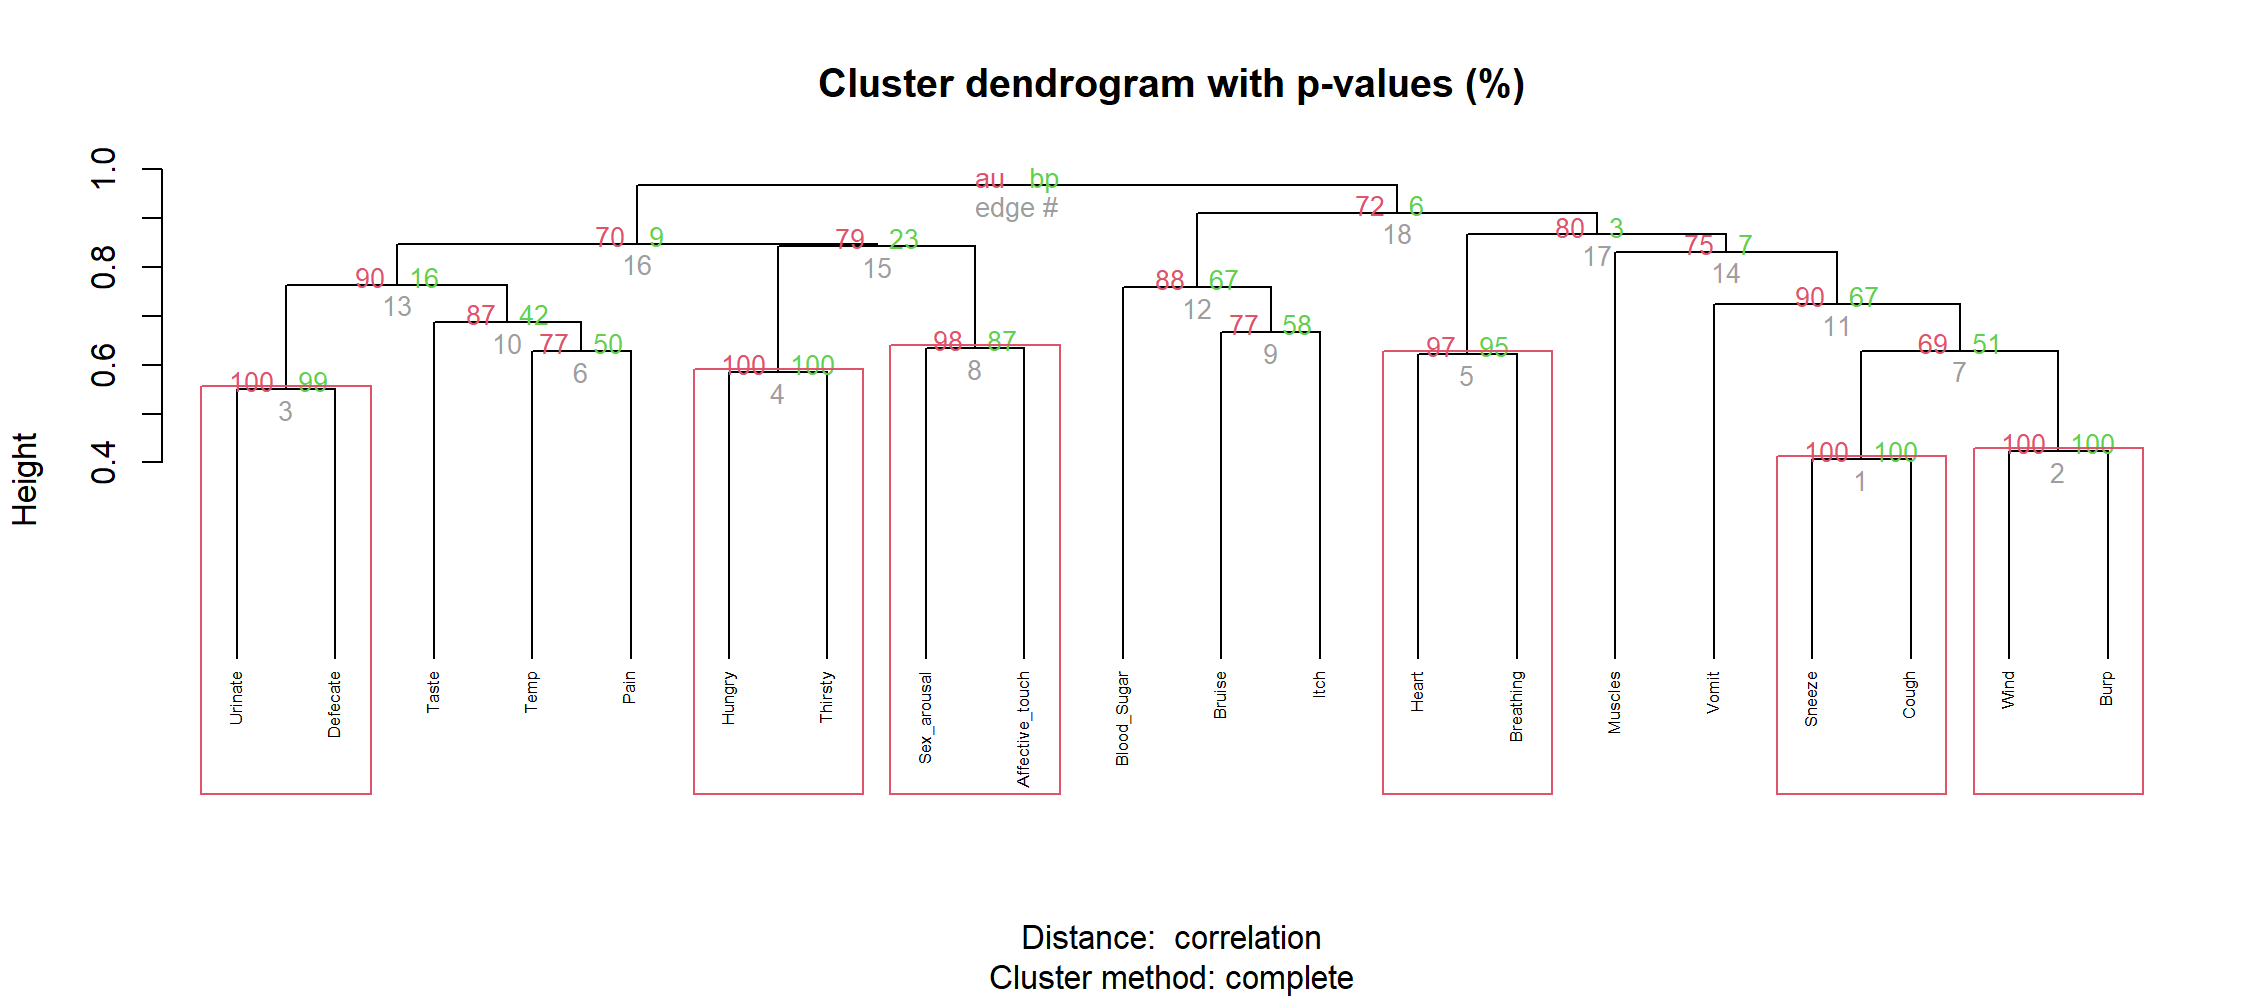 Cluster dendrogram with p-values (%)
Height
1.0
0.8
0.6
0.4
au bp
edge #
72 6
18
80 3
17
70 9
16
79 23
15
75 7
14
90 16
13
88 67
12
90 67
11
87 42
10
77 58
9
77 50
6
69 51
7
98 87
8
97 95
5
100 100
4
100 99
3
100 100
2
100 100
1
Urinate
Defecate
Taste
Temp
Pain
Hungry
Thirsty
Sex_arousal
Affective_touch
Blood_Sugar
Bruise
Itch
Heart
Breathing
Muscles
Vomit
Sneeze
Cough
Wind
Burp
Distance: correlation
Cluster method: complete